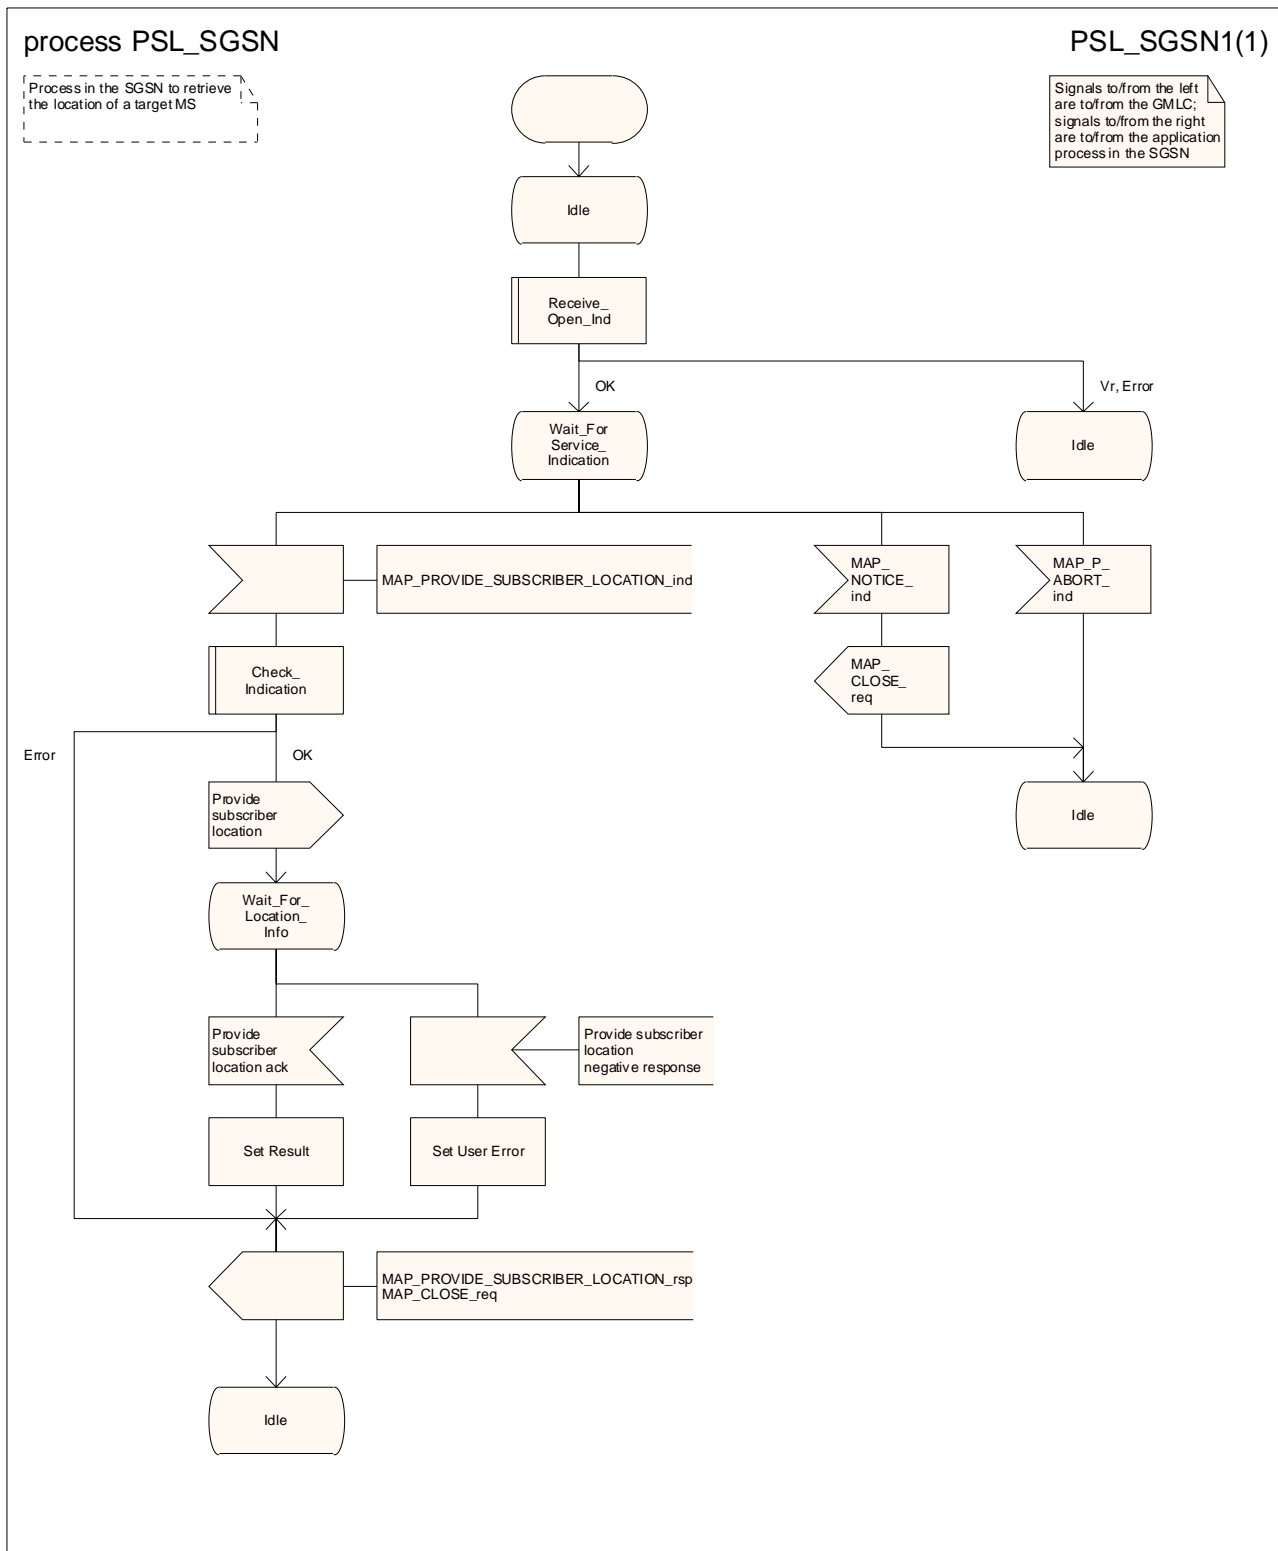 process PSL_SGSN
PSL_SGSN1(1)
Process in the SGSN to retrieve
the location of a target MS
Signals to/from the left
are to/from the GMLC;
signals to/from the right
are to/from the application
process in the SGSN
Idle
Receive_
Open_Ind
OK
Vr, Error
Wait_For
Service_
Indication
Idle
MAP_PROVIDE_SUBSCRIBER_LOCATION_ind
MAP_
NOTICE_
ind
MAP_P_
ABORT_
ind
Check_
Indication
MAP_
CLOSE_
req
Error
OK
Provide
subscriber
location
Idle
Wait_For_
Location_
Info
Provide
subscriber
location ack
Provide subscriber
location
negative response
Set Result
Set User Error
MAP_PROVIDE_SUBSCRIBER_LOCATION_rsp
MAP_CLOSE_req
Idle